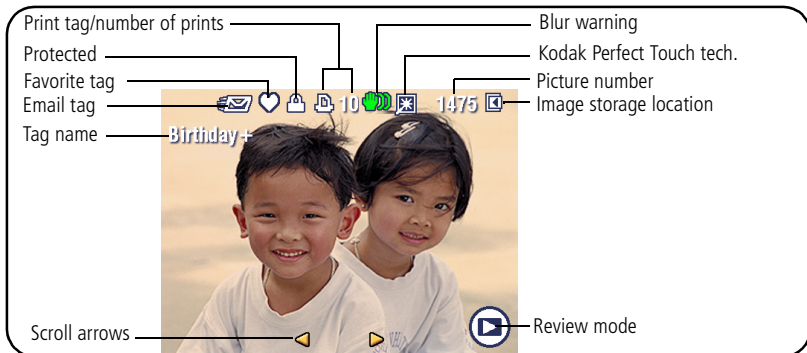 Print tag/number of prints
Protected
Favorite tag
Email tag
Tag name
Blur warning
Kodak Perfect Touch tech.
Picture number
Image storage location
10 1475
Birthday+
Scroll arrows
Review mode